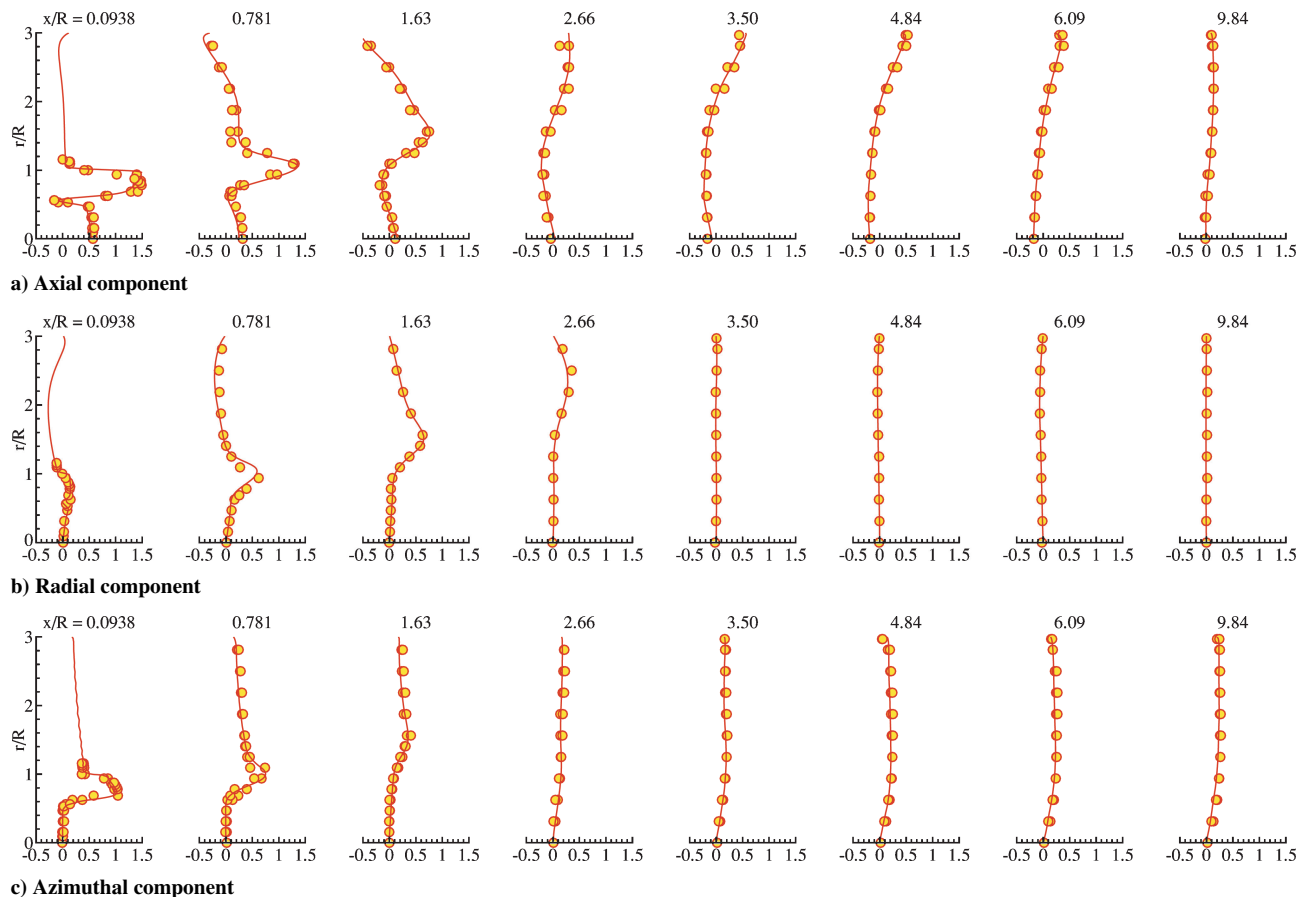 x/R = 0.0938 0.781 1.63 2.66 3.50 4.84 6.09 9.84
3
2
r/R
1
0
-0.5 0 0.5 1 1.5 -0.5 0 0.5 1 1.5 -0.5 0 0.5 1 1.5 -0.5 0 0.5 1 1.5 -0.5 0 0.5 1 1.5 -0.5 0 0.5 1 1.5 -0.5 0 0.5 1 1.5 -0.5 0 0.5 1 1.5
a) Axial component
x/R = 0.0938 0.781 1.63 2.66 3.50 4.84 6.09 9.84
3
2
r/R
1
0
-0.5 0 0.5 1 1.5 -0.5 0 0.5 1 1.5 -0.5 0 0.5 1 1.5 -0.5 0 0.5 1 1.5 -0.5 0 0.5 1 1.5 -0.5 0 0.5 1 1.5 -0.5 0 0.5 1 1.5 -0.5 0 0.5 1 1.5
b) Radial component
x/R = 0.0938 0.781 1.63 2.66 3.50 4.84 6.09 9.84
3
2
r/R
1
0
-0.5 0 0.5 1 1.5 -0.5 0 0.5 1 1.5 -0.5 0 0.5 1 1.5 -0.5 0 0.5 1 1.5 -0.5 0 0.5 1 1.5 -0.5 0 0.5 1 1.5 -0.5 0 0.5 1 1.5 -0.5 0 0.5 1 1.5
c) Azimuthal component